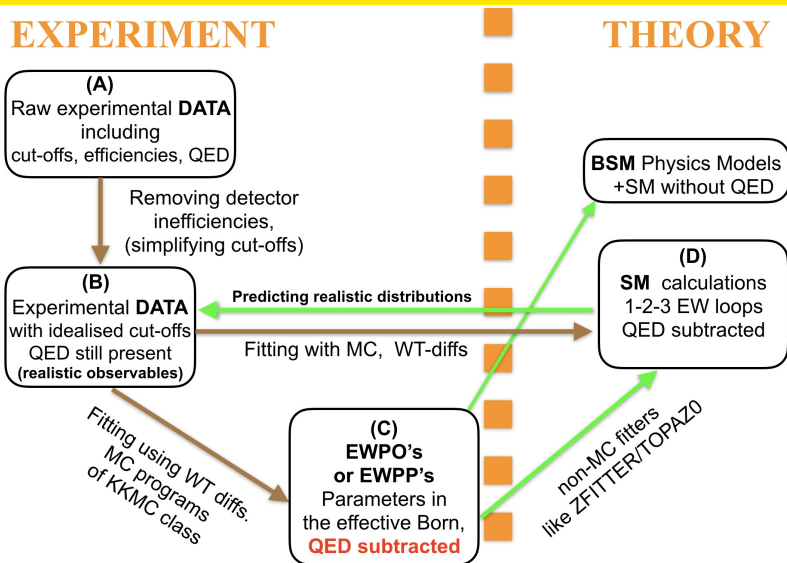 EXPERIMENT
THEORY
(A)
Raw experimental DATA
including
cut-offs, efficiencies, QED
Removing detector
inefficiencies,
(simplifying cut-offs)
BSM Physics Models
+SM without QED
(B)
Experimental DATA
with idealised cut-offs
QED still present
(realistic observables)
Predicting realistic distributions
Fitting with MC, WT-diffs
(D)
SM calculations
1-2-3 EW loops
QED subtracted
Fitting using WT diffs.
MC programs
of KKMC class
(C)
EWPO's
or EWPP's
Parameters in
the effective Born,
QED subtracted
non-MC fitters
like ZFITTER/TOPAZ0